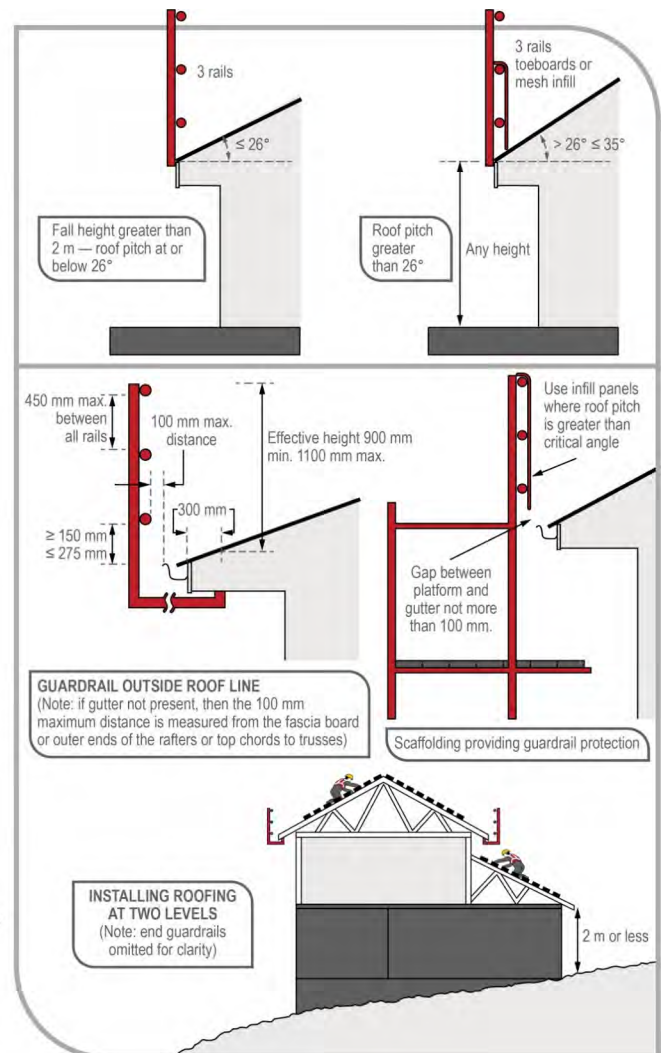 3 rails
≤ 26°
Fall height greater than
2 m — roof pitch at or
below 26°
3 rails
toeboards or
mesh infill
> 26° ≤ 35°
Roof pitch
greater
than 26°
Any height
450 mm max.
between
all rails
100 mm max.
distance
Effective height 900 mm
min. 1100 mm max.
300 mm
≥ 150 mm
≤ 275 mm
GUARDRAIL OUTSIDE ROOF LINE
(Note: if gutter not present, then the 100 mm
maximum distance is measured from the fascia board
or outer ends of the rafters or top chords to trusses)
Use infill panels
where roof pitch
is greater than
critical angle
Gap between
platform and
gutter not more
than 100 mm.
Scaffolding providing guardrail protection
INSTALLING ROOFING
AT TWO LEVELS
(Note: end guardrails
omitted for clarity)
2 m or less